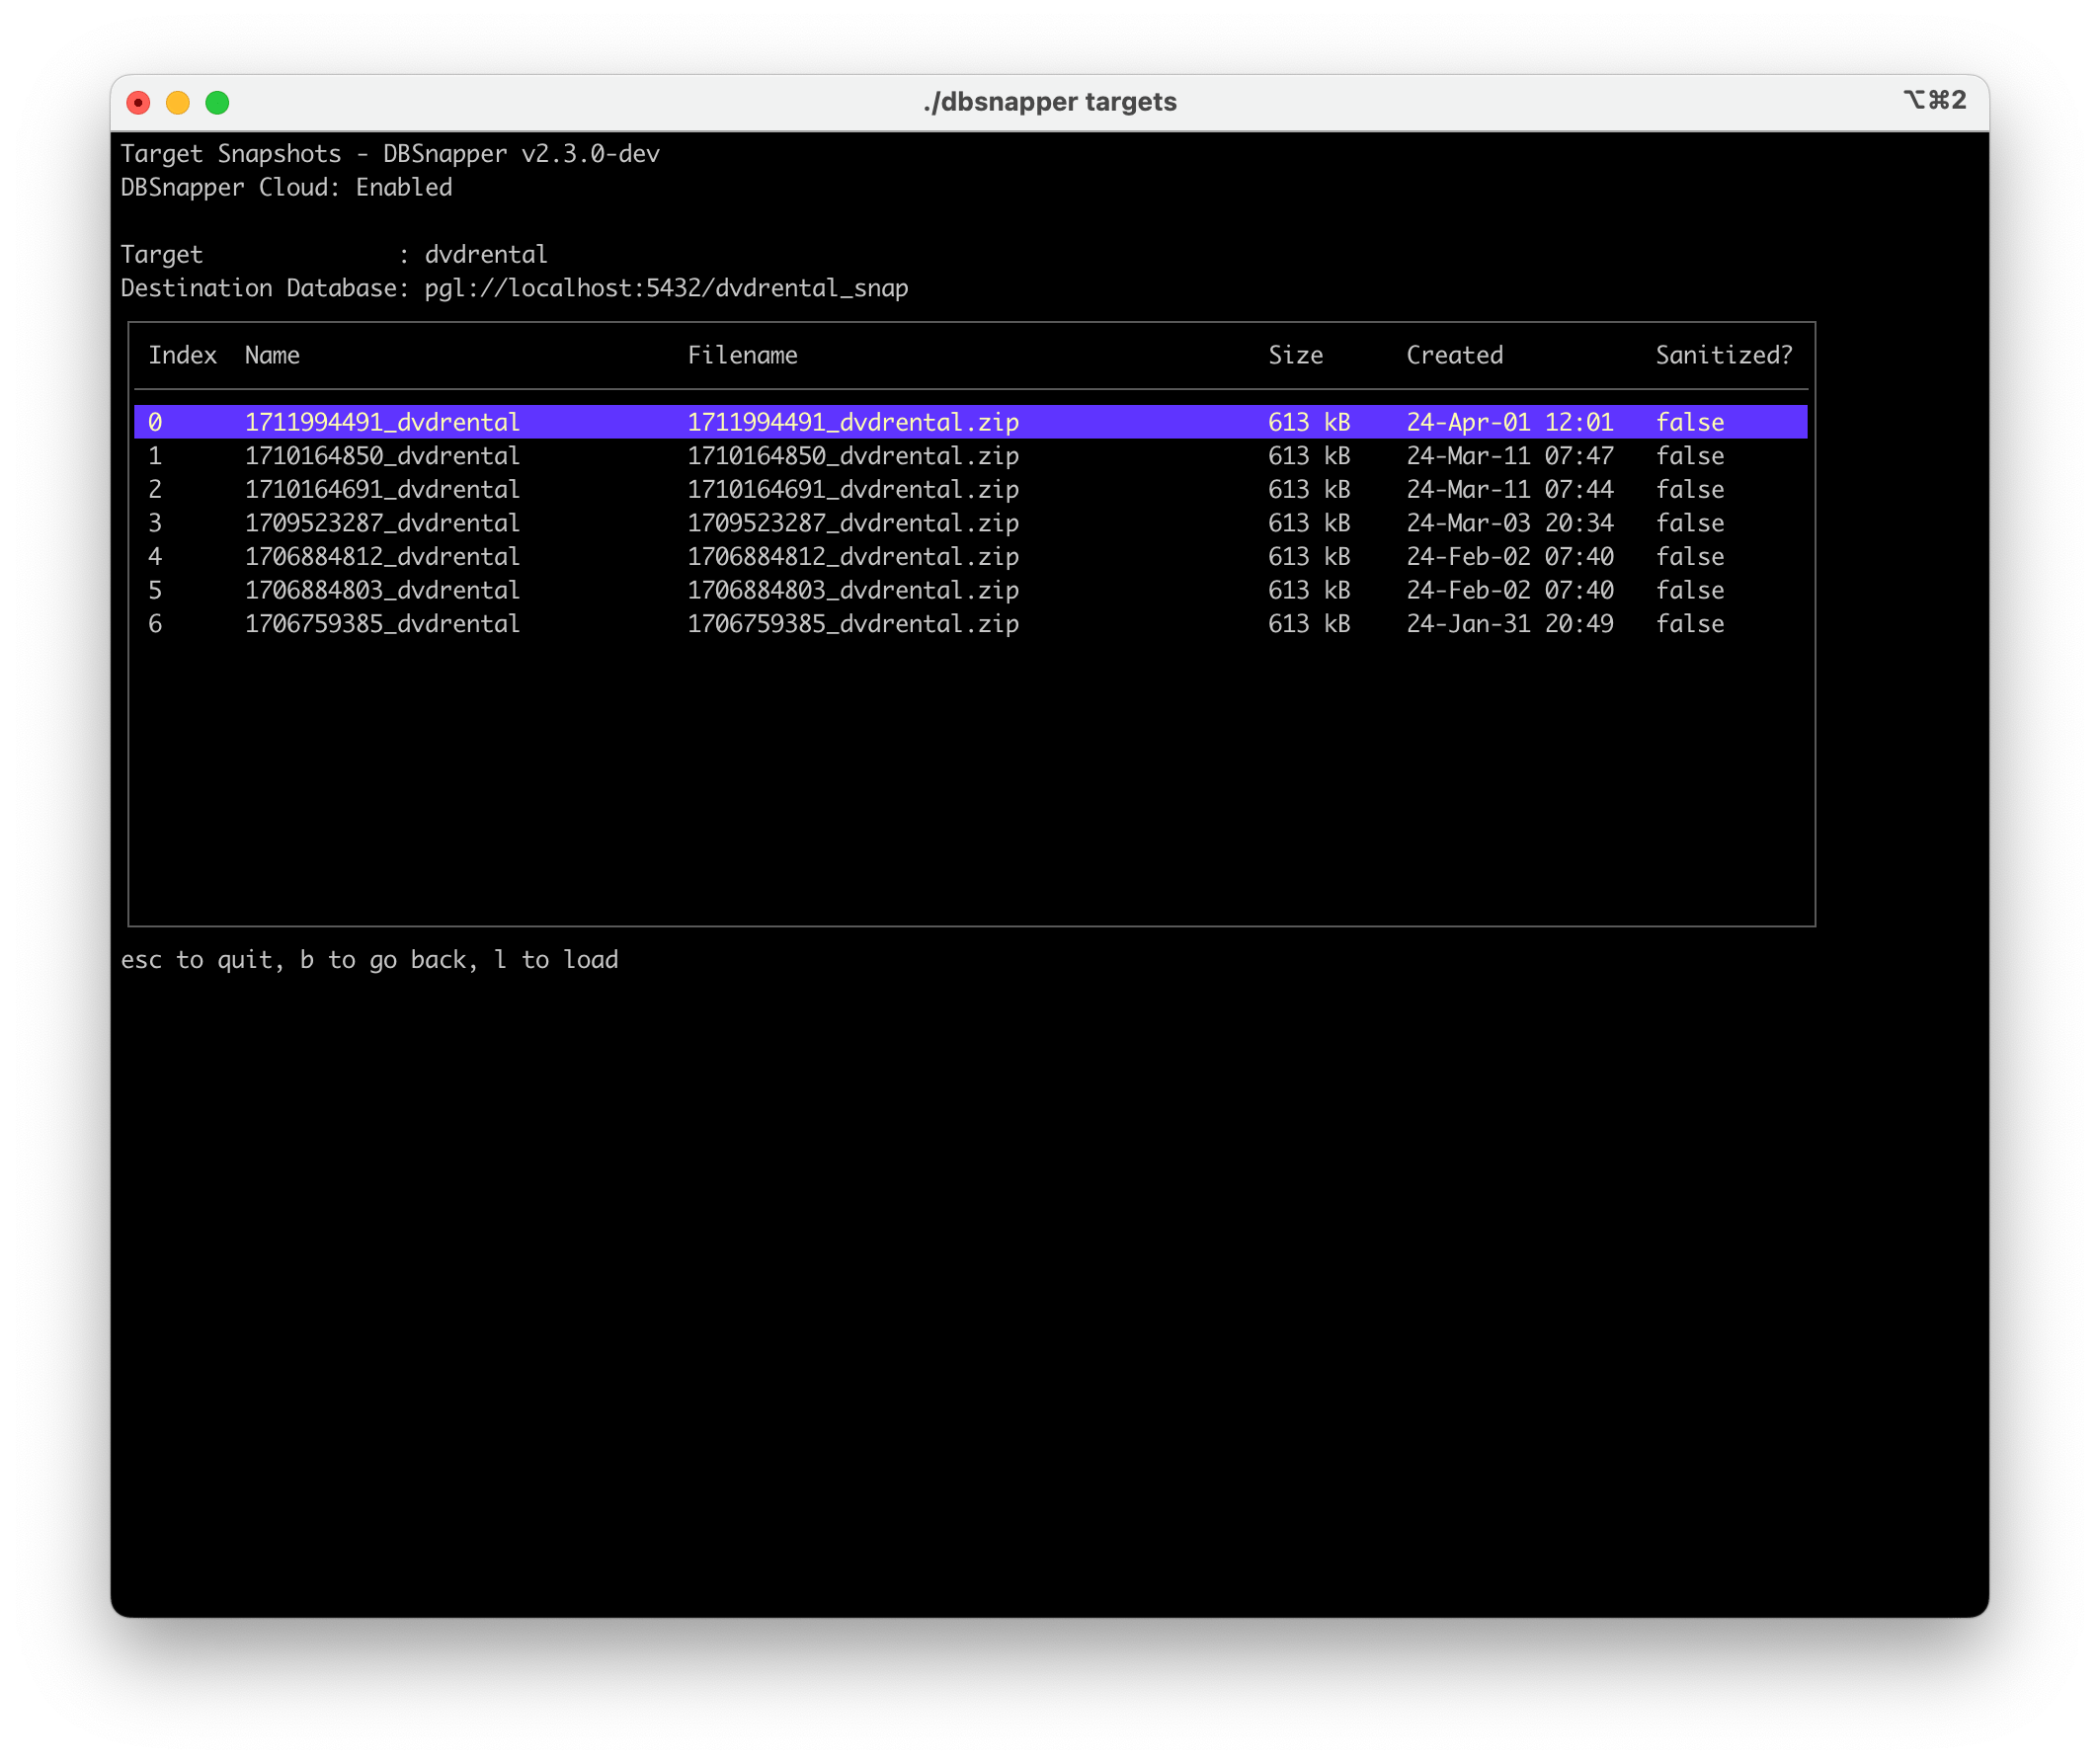 ./dbsnapper targets ⌥⌘2
Target Snapshots - DBSnapper v2.3.0-dev
DBSnapper Cloud: Enabled
Target : dvdrental
Destination Database: pgl://localhost:5432/dvdrental_snap
Index Name Filename Size Created Sanitized?
0 1711994491_dvdrental 1711994491_dvdrental.zip 613 kB 24-Apr-01 12:01 false
1 1710164850_dvdrental 1710164850_dvdrental.zip 613 kB 24-Mar-11 07:47 false
2 1710164691_dvdrental 1710164691_dvdrental.zip 613 kB 24-Mar-11 07:44 false
3 1709523287_dvdrental 1709523287_dvdrental.zip 613 kB 24-Mar-03 20:34 false
4 1706884812_dvdrental 1706884812_dvdrental.zip 613 kB 24-Feb-02 07:40 false
5 1706884803_dvdrental 1706884803_dvdrental.zip 613 kB 24-Feb-02 07:40 false
6 1706759385_dvdrental 1706759385_dvdrental.zip 613 kB 24-Jan-31 20:49 false
esc to quit, b to go back, l to load